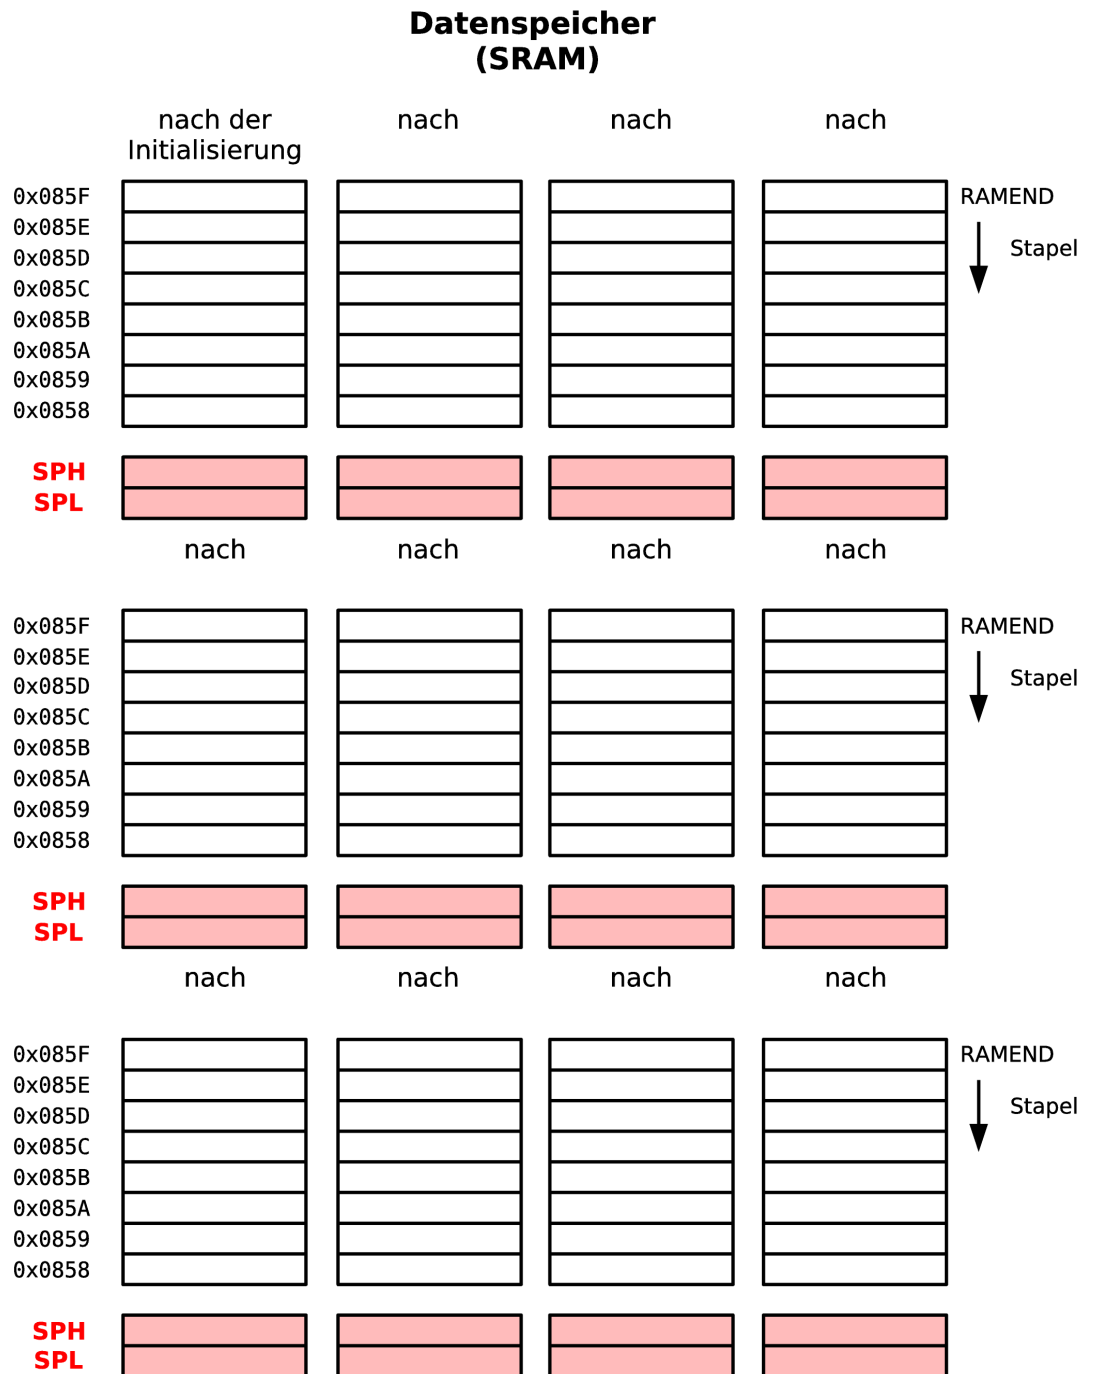 Datenspeicher
(SRAM)
nach der
Initialisierung
nach
nach
nach
0x085F
RAMEND
0x085E
0x085D
Stapel
0x085C
0x085B
0x085A
0x0859
0x0858
SPH
SPL
nach
nach
nach
nach
0x085F
RAMEND
0x085E
0x085D
Stapel
0x085C
0x085B
0x085A
0x0859
0x0858
SPH
SPL
nach
nach
nach
nach
0x085F
RAMEND
0x085E
0x085D
Stapel
0x085C
0x085B
0x085A
0x0859
0x0858
SPH
SPL